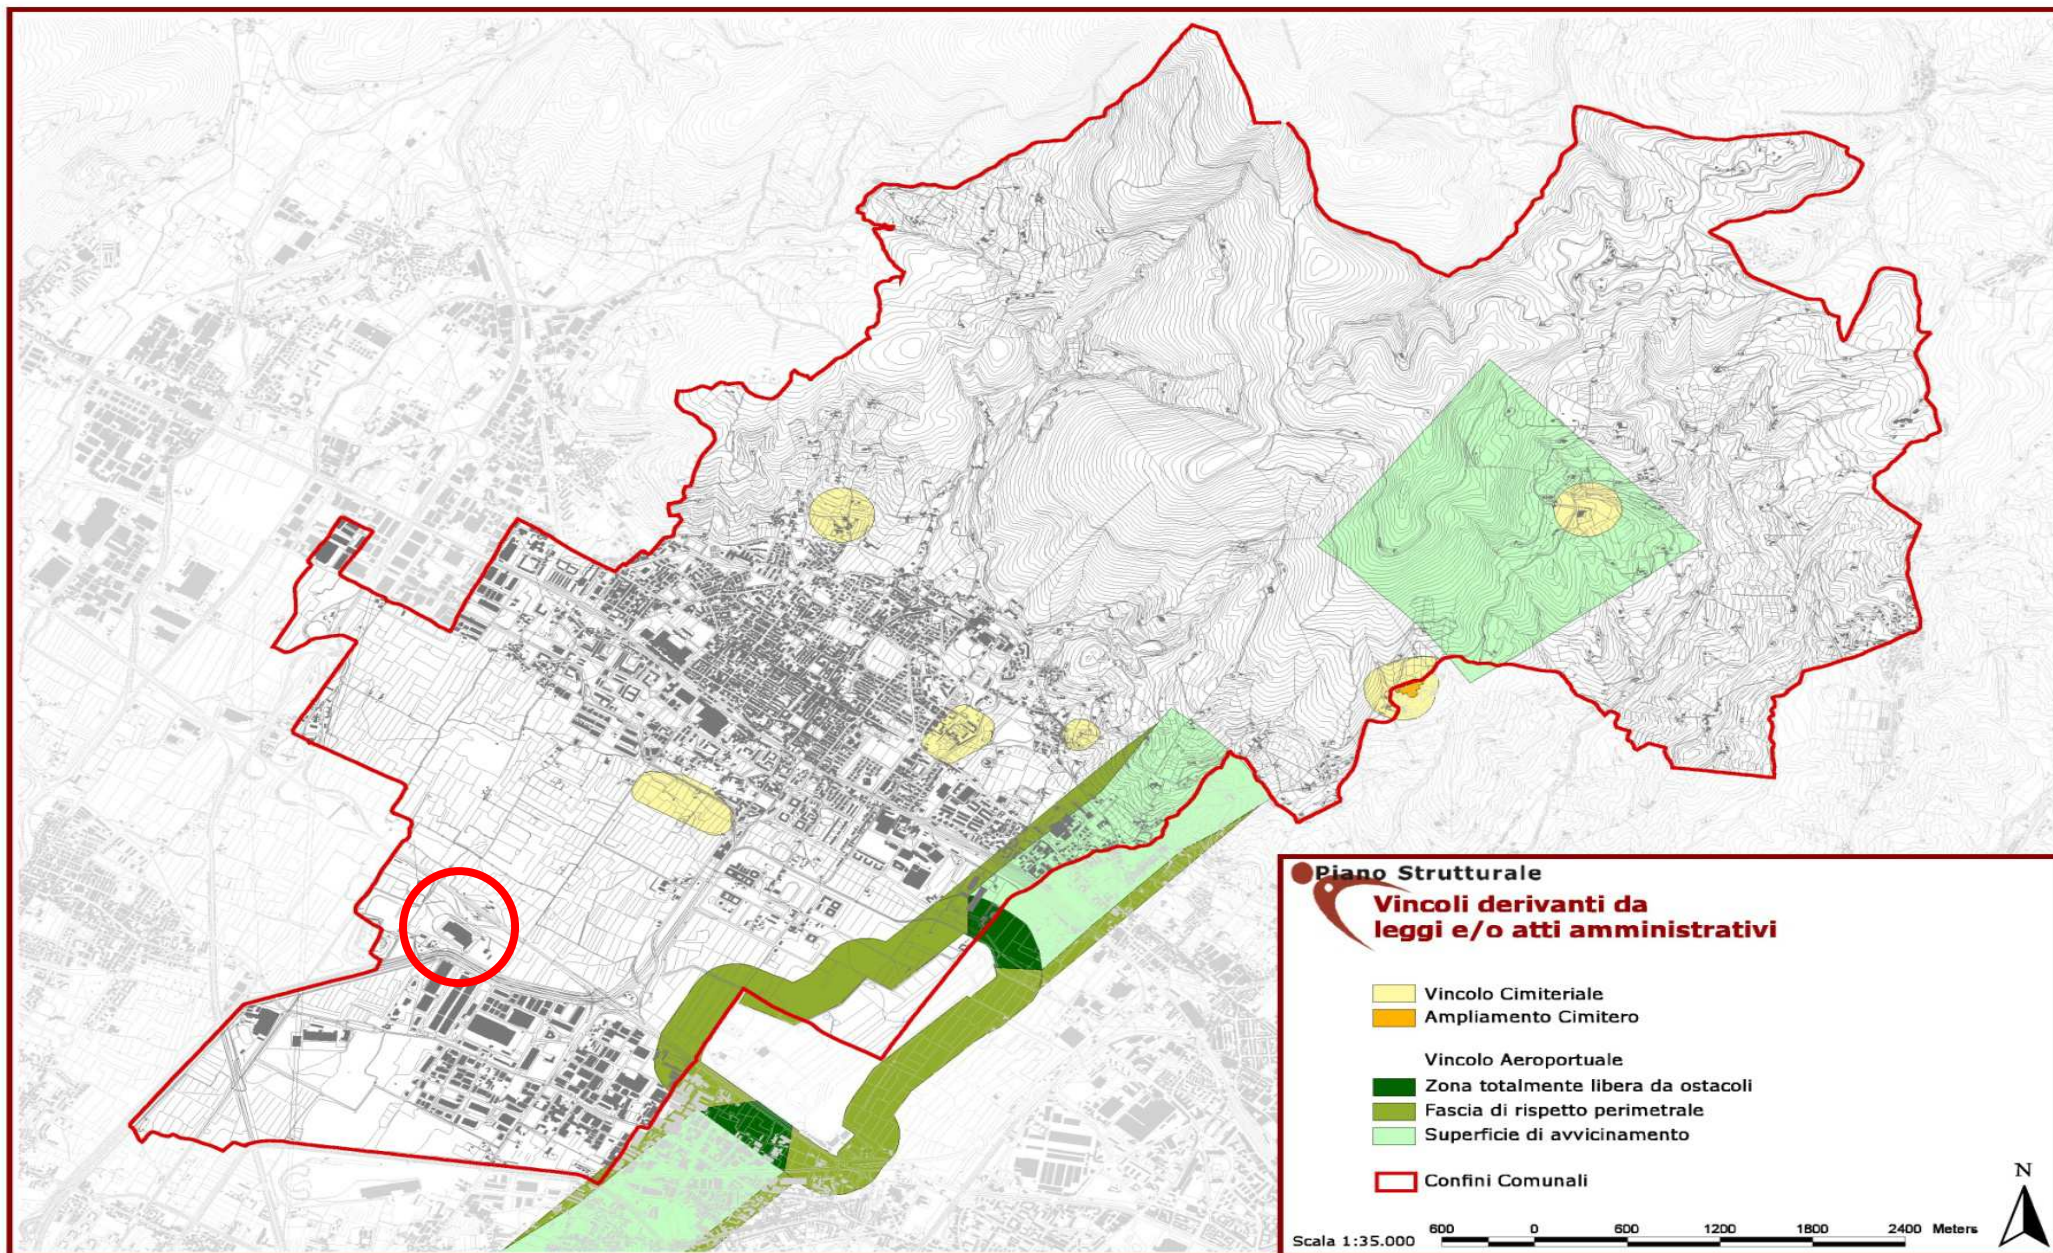 Piano Strutturale
Vincoli derivanti da
leggi e/o atti amministrativi
Vincolo Cimiteriale
Ampliamento Cimitero
Vincolo Aeroportuale
Zona totalmente libera da ostacoli
Fascia di rispetto perimetrale
Superficie di avvicinamento
Confini Comunali
N
Scala 1:35.000
600 0 600 1200 1800 2400 Meters